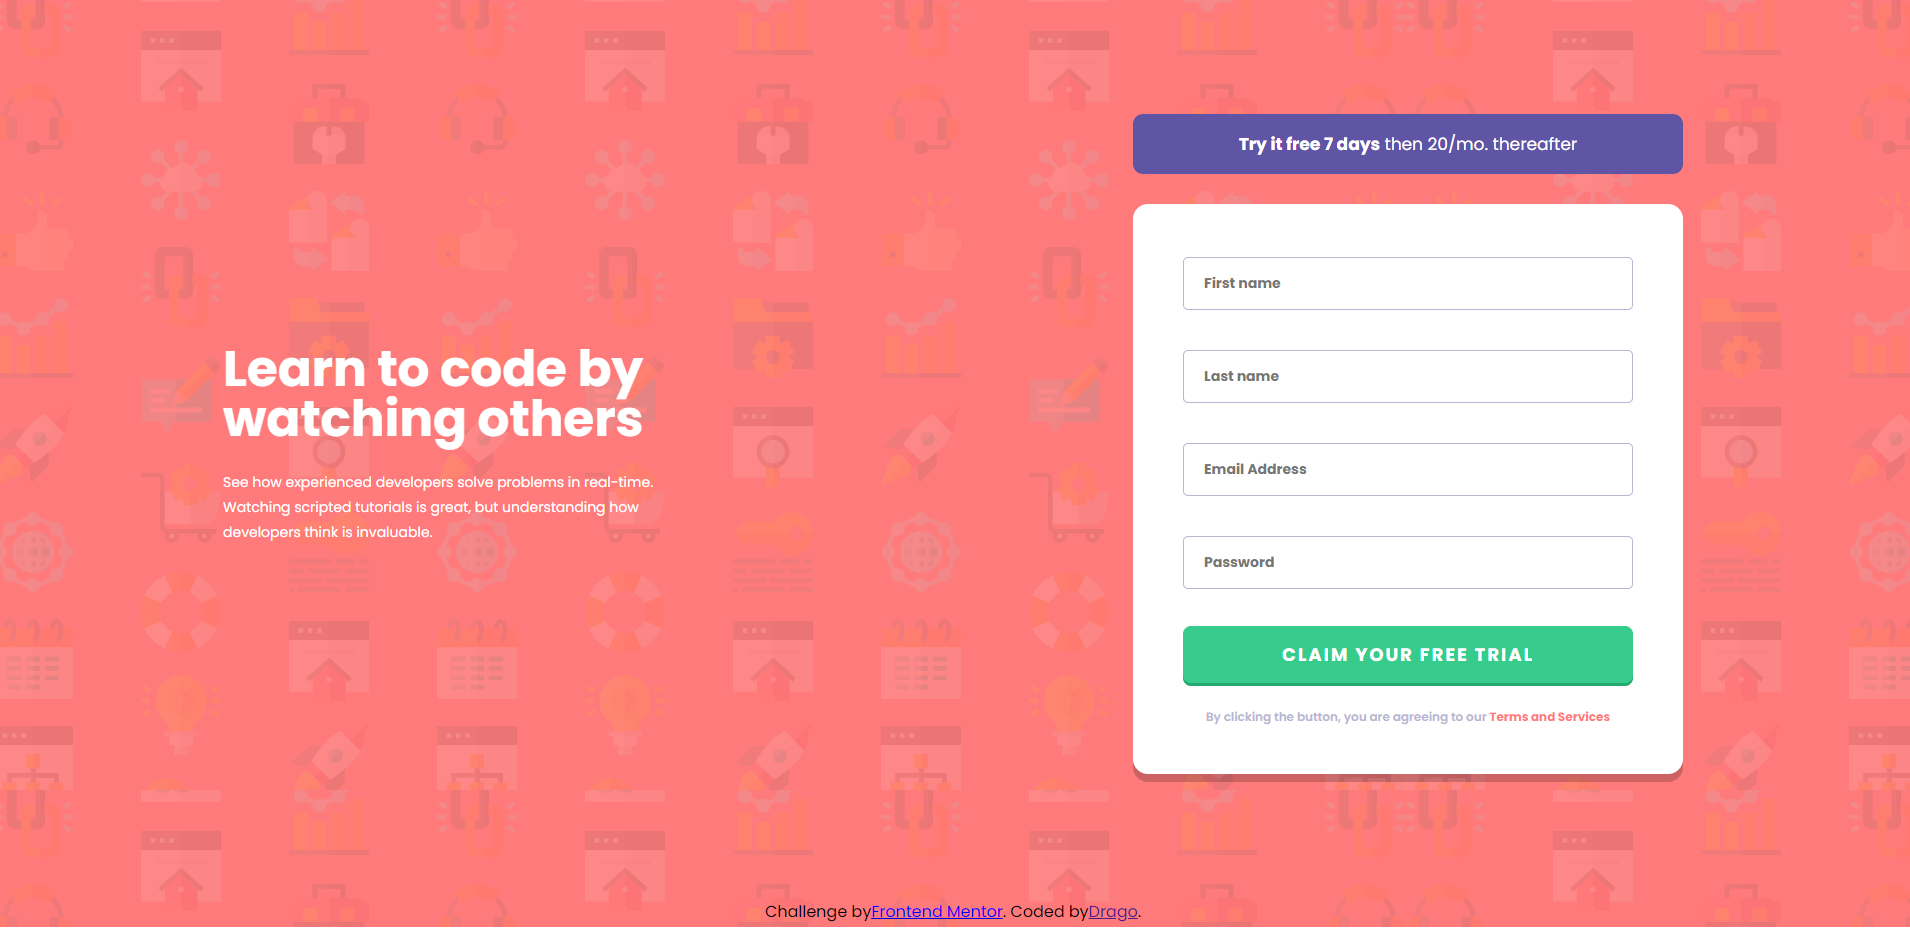 Learn to code by
watching others
See how experienced developers solve problems in real-time.
Watching scripted tutorials is great, but understanding how
developers think is invaluable.
Try it free 7 days then 20/mo. thereafter
First name
Last name
Email Address
Password
CLAIM YOUR FREE TRIAL
By clicking the button, you are agreeing to our Terms and Services
Challenge byFrontend Mentor. Coded byDrago.